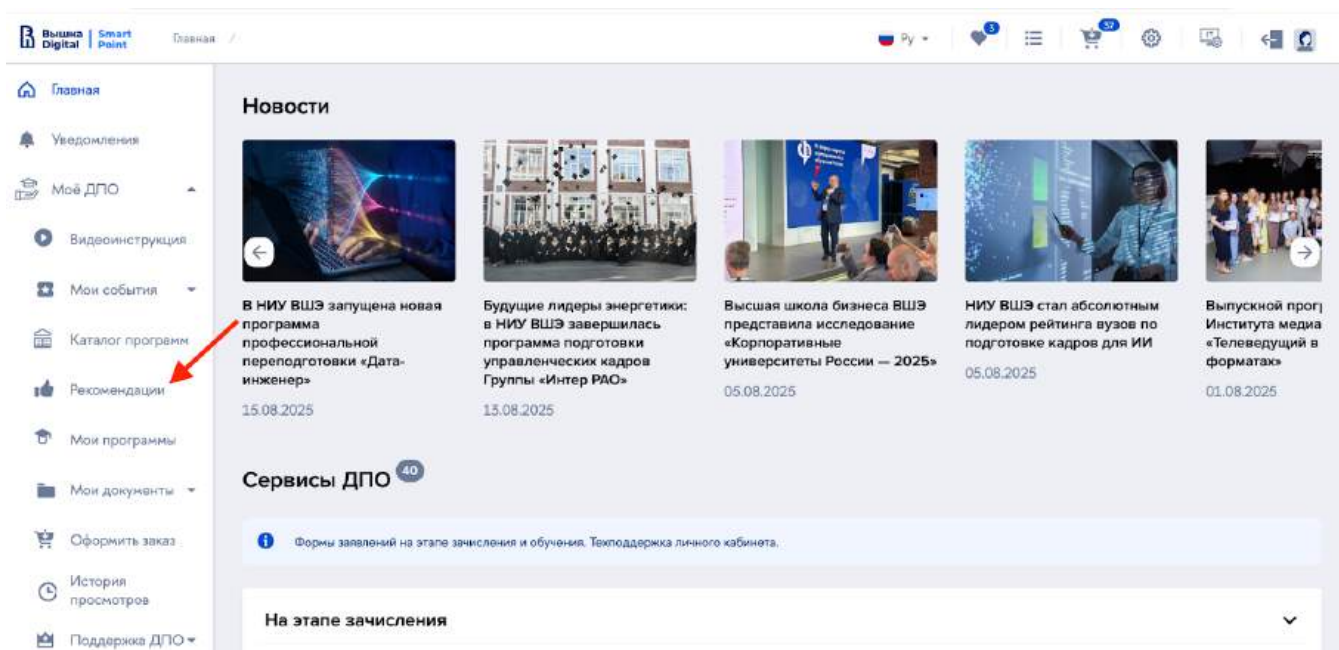 Вышка | Smart
Digital | Point
Главная /
Ру
3
57
Главная
Уведомления
Моё ДПО
Видеоинструкция
Мои события
Каталог программ
Рекомендации
Мои программы
Мои документы
Оформить заказ
История
просмотров
Поддержка ДПО
Новости
В НИУ ВШЭ запущена новая
программа
профессиональной
переподготовки «Дата-
инженер»
15.08.2025
Будущие лидеры энергетики:
в НИУ ВШЭ завершилась
программа подготовки
управленческих кадров
Группы «Интер РАО»
13.08.2025
Высшая школа бизнеса ВШЭ
представила исследование
«Корпоративные
университеты России — 2025»
05.08.2025
НИУ ВШЭ стал абсолютным
лидером рейтинга вузов по
подготовке кадров для ИИ
05.08.2025
Выпускной прог
Института медиа
«Телеведущий в
форматах»
01.08.2025
Сервисы ДПО 40
Формы заявлений на этапе зачисления и обучения. Техподдержка личного кабинета.
На этапе зачисления